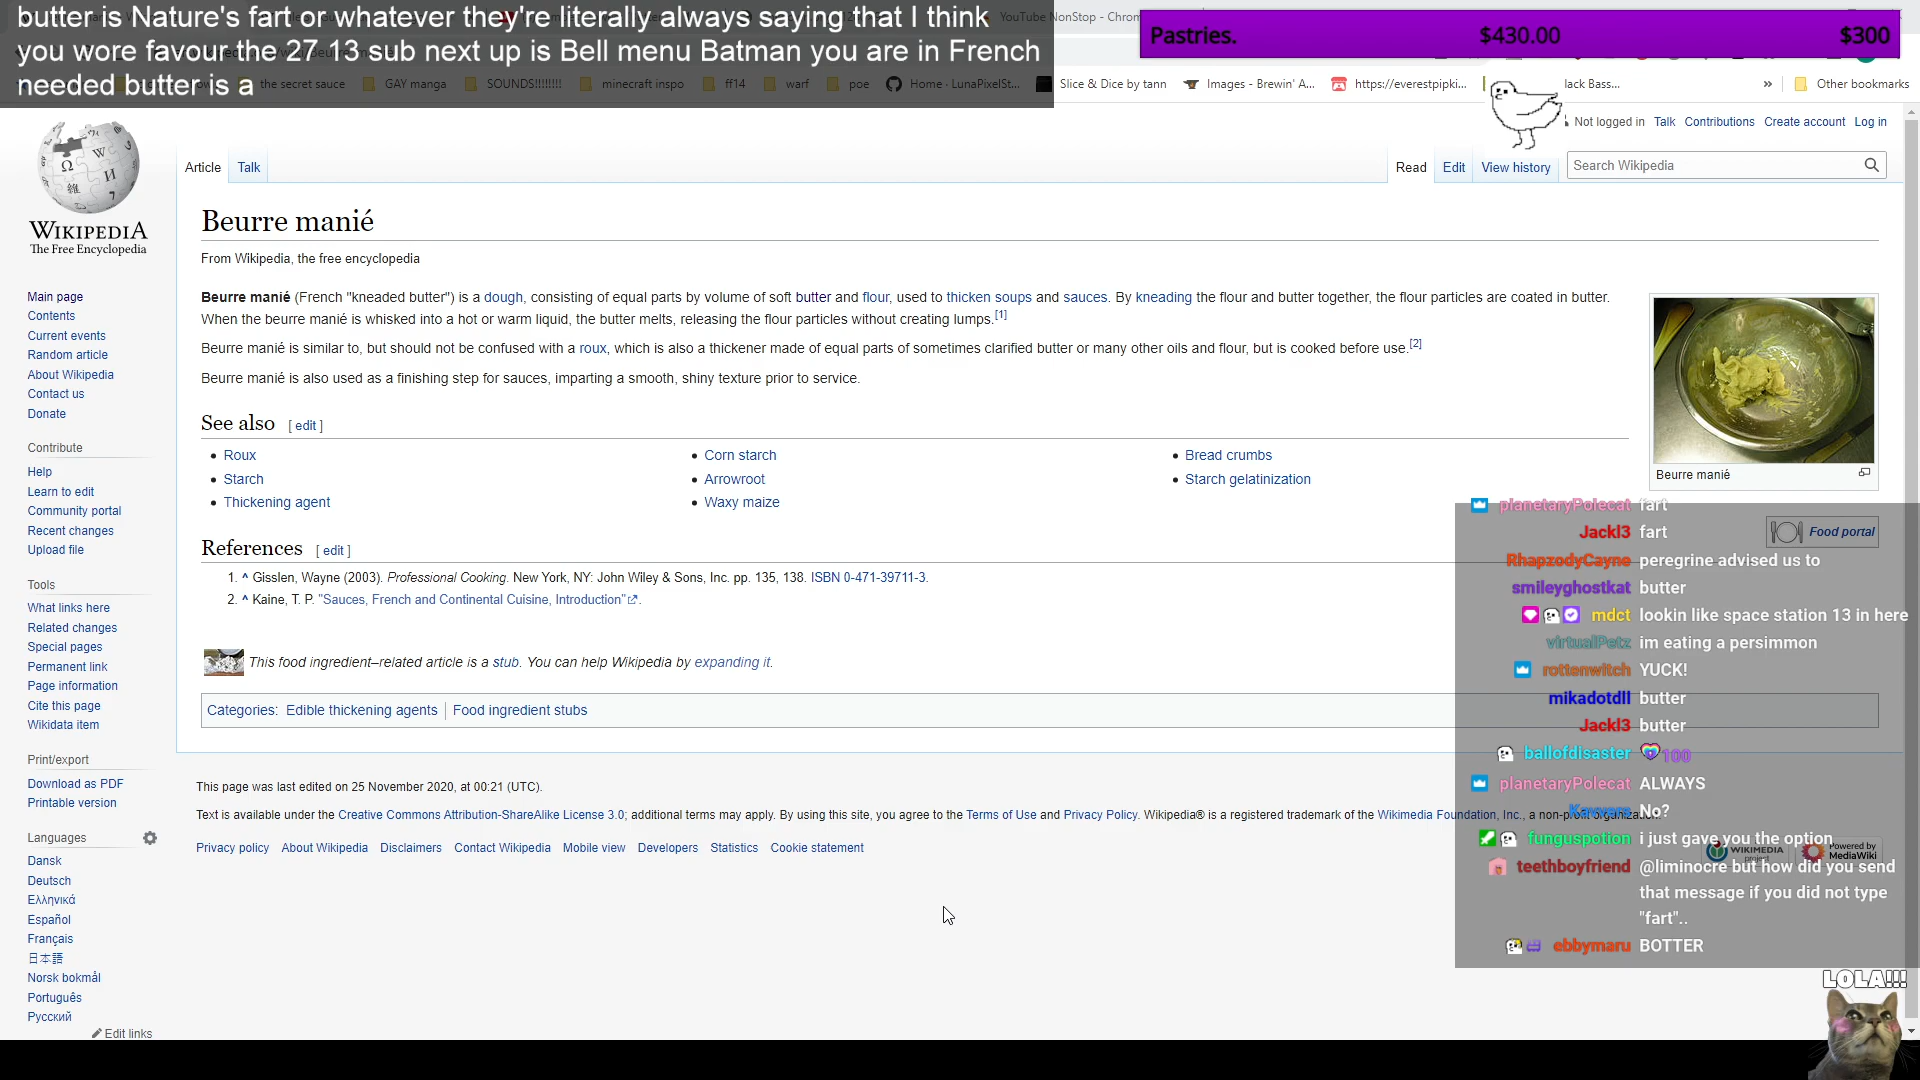 butter is Nature's fart or whatever they're literally always saying that I think
you wore favour the 27 13 sub next up is Bell menu Batman you are in French
needed butter is a
YouTube NonStop - Chrom
Pastries. $430.00 $300
the secret sauce GAY manga SOUNDS!!!!!!!! minecraft inspo ff14 warf poe Home · LunaPixelSt... Slice & Dice by tann Images - Brewin' A... https://everestpipki... lack Bass... » Other bookmarks
Not logged in Talk Contributions Create account Log in
Article Talk Read Edit View history Search Wikipedia
WIKIPEDIA
The Free Encyclopedia
Main page
Contents
Current events
Random article
About Wikipedia
Contact us
Donate
Contribute
Help
Learn to edit
Community portal
Recent changes
Upload file
Tools
What links here
Related changes
Special pages
Permanent link
Page information
Cite this page
Wikidata item
Print/export
Download as PDF
Printable version
Languages
Dansk
Deutsch
Ελληνικά
Español
Français
日本語
Norsk bokmål
Português
Русский
Edit links
Beurre manié
From Wikipedia, the free encyclopedia
Beurre manié (French "kneaded butter") is a dough, consisting of equal parts by volume of soft butter and flour, used to thicken soups and sauces. By kneading the flour and butter together, the flour particles are coated in butter.
When the beurre manié is whisked into a hot or warm liquid, the butter melts, releasing the flour particles without creating lumps.[1]
Beurre manié is similar to, but should not be confused with a roux, which is also a thickener made of equal parts of sometimes clarified butter or many other oils and flour, but is cooked before use.[2]
Beurre manié is also used as a finishing step for sauces, imparting a smooth, shiny texture prior to service.
Beurre manié
See also [ edit ]
• Roux
• Starch
• Thickening agent
• Corn starch
• Arrowroot
• Waxy maize
• Bread crumbs
• Starch gelatinization
Food portal
References [ edit ]
1. ^ Gisslen, Wayne (2003). Professional Cooking. New York, NY: John Wiley & Sons, Inc. pp. 135, 138. ISBN 0-471-39711-3.
2. ^ Kaine, T. P. "Sauces, French and Continental Cuisine, Introduction".
This food ingredient–related article is a stub. You can help Wikipedia by expanding it.
Categories: Edible thickening agents | Food ingredient stubs
This page was last edited on 25 November 2020, at 00:21 (UTC).
Text is available under the Creative Commons Attribution-ShareAlike License 3.0; additional terms may apply. By using this site, you agree to the Terms of Use and Privacy Policy. Wikipedia® is a registered trademark of the Wikimedia Foundation, Inc., a non-profit organization.
Privacy policy About Wikipedia Disclaimers Contact Wikipedia Mobile view Developers Statistics Cookie statement
WIKIMEDIA project
Powered by MediaWiki
planetaryPolecat fart
Jackl3 fart
RhapzodyCayne peregrine advised us to
smileyghostkat butter
mdct lookin like space station 13 in here
virtualPetz im eating a persimmon
rottenwitch YUCK!
mikadotdll butter
Jackl3 butter
ballofdisaster 100
planetaryPolecat ALWAYS
No?
funguspotion i just gave you the option
teethboyfriend @liminocre but how did you send
that message if you did not type
"fart"..
ebbymaru BOTTER
LOLA!!!